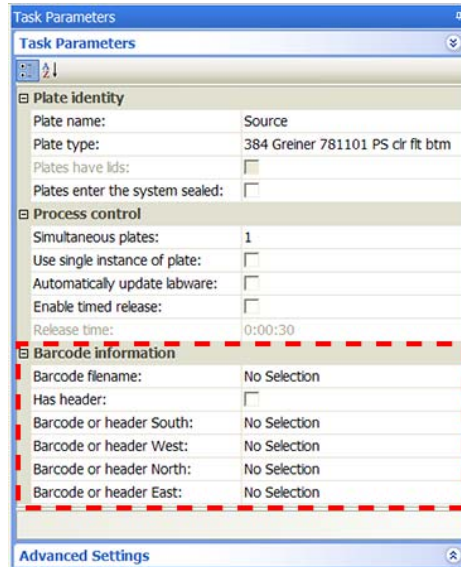 Task Parameters
Task Parameters
Plate identity
Plate name: Source
Plate type: 384 Greiner 781101 PS clr flt btm
Plates have lids:
Plates enter the system sealed:
Process control
Simultaneous plates: 1
Use single instance of plate:
Automatically update labware:
Enable timed release:
Release time: 0:00:30
Barcode information
Barcode filename: No Selection
Has header:
Barcode or header South: No Selection
Barcode or header West: No Selection
Barcode or header North: No Selection
Barcode or header East: No Selection
Advanced Settings